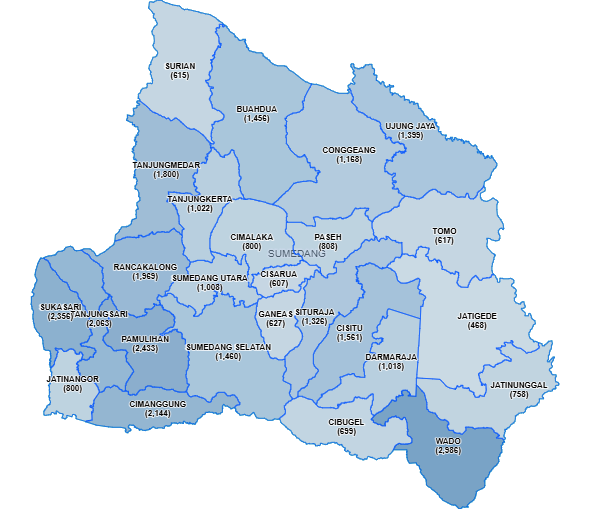 SURIAN
(615)
BUAHDUA
(1,456)
UJUNG JAYA
(1,399)
CONGGEANG
(1,168)
TANJUNGMEDAR
(1,800)
TANJUNGKERTA
(1,022)
CIMALAKA
(800)
PASEH
(808)
TOMO
(617)
SUMEDANG
RANCAKALONG
(1,969)
SUMEDANG UTARA
(1,008)
CISARUA
(607)
SUKASARI
(2,356)
TANJUNGSARI
(2,063)
GANEAS
(627)
SITURAJA
(1,326)
JATIGEDE
(468)
CISITU
(1,561)
PAMULIHAN
(2,433)
SUMEDANG SELATAN
(1,460)
DARMARAJA
(1,018)
JATINANGOR
(800)
JATINUNGGAL
(758)
CIMANGGUNG
(2,144)
CIBUGEL
(699)
WADO
(2,986)